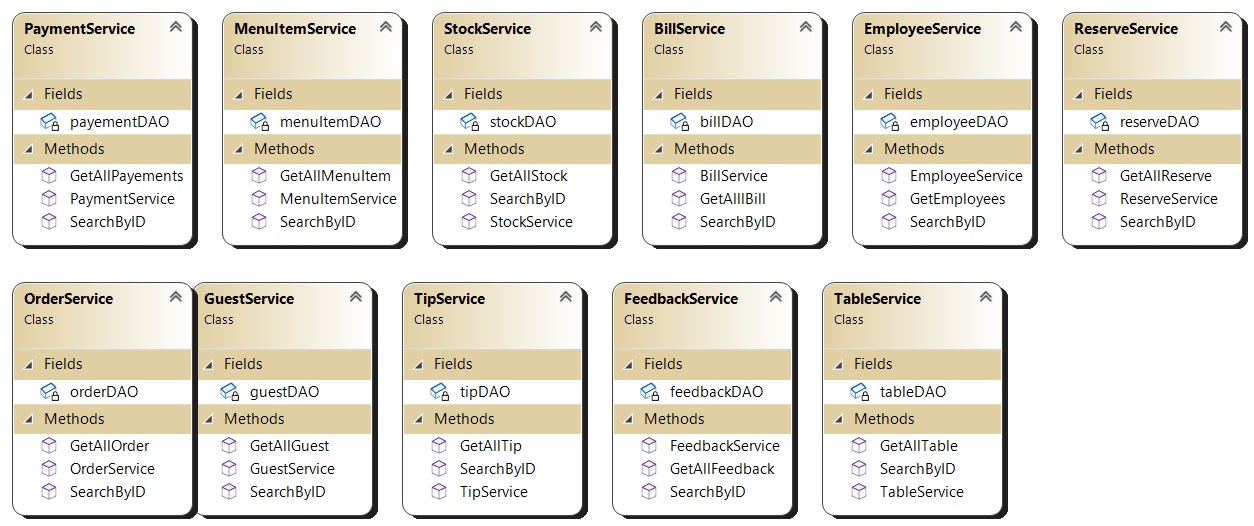 PaymentService
Class
Fields
payementDAO
Methods
GetAllPayements
PaymentService
SearchByID
MenuItemService
Class
Fields
menuItemDAO
Methods
GetAllMenuItem
MenuItemService
SearchByID
StockService
Class
Fields
stockDAO
Methods
GetAllStock
SearchByID
StockService
BillService
Class
Fields
billDAO
Methods
BillService
GetAlllBill
SearchByID
EmployeeService
Class
Fields
employeeDAO
Methods
EmployeeService
GetEmployees
SearchByID
ReserveService
Class
Fields
reserveDAO
Methods
GetAllReserve
ReserveService
SearchByID
OrderService
Class
Fields
orderDAO
Methods
GetAllOrder
OrderService
SearchByID
GuestService
Class
Fields
guestDAO
Methods
GetAllGuest
GuestService
SearchByID
TipService
Class
Fields
tipDAO
Methods
GetAllTip
SearchByID
TipService
FeedbackService
Class
Fields
feedbackDAO
Methods
FeedbackService
GetAllFeedback
SearchByID
TableService
Class
Fields
tableDAO
Methods
GetAllTable
SearchByID
TableService